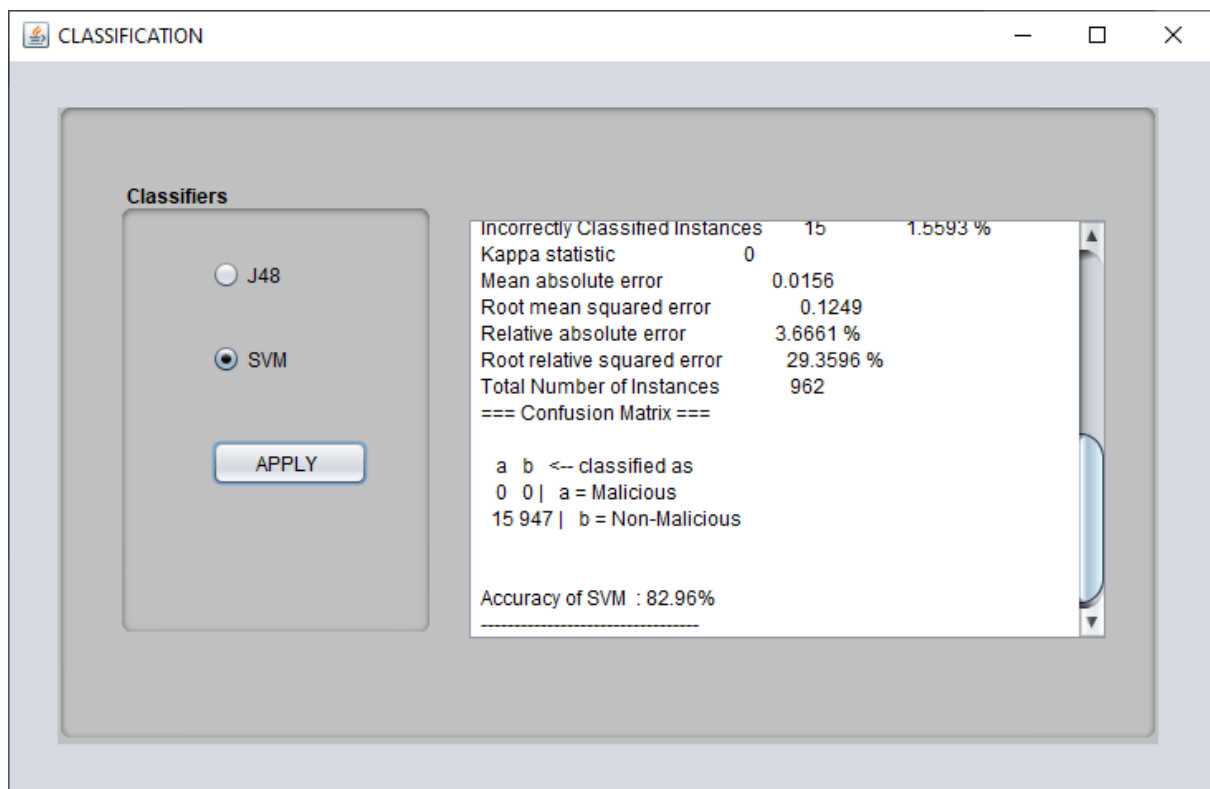 CLASSIFICATION
Classifiers
J48
SVM
APPLY
Incorrectly Classified Instances 15 1.5593 %
Kappa statistic 0
Mean absolute error 0.0156
Root mean squared error 0.1249
Relative absolute error 3.6661 %
Root relative squared error 29.3596 %
Total Number of Instances 962
=== Confusion Matrix ===
a b <-- classified as
0 0 | a = Malicious
15 947 | b = Non-Malicious
Accuracy of SVM : 82.96%
---------------------------------